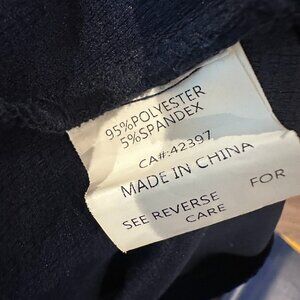 95%POLYESTER
5%SPANDEX
CA#:42397
MADE IN CHINA
SEE REVERSE FOR
CARE